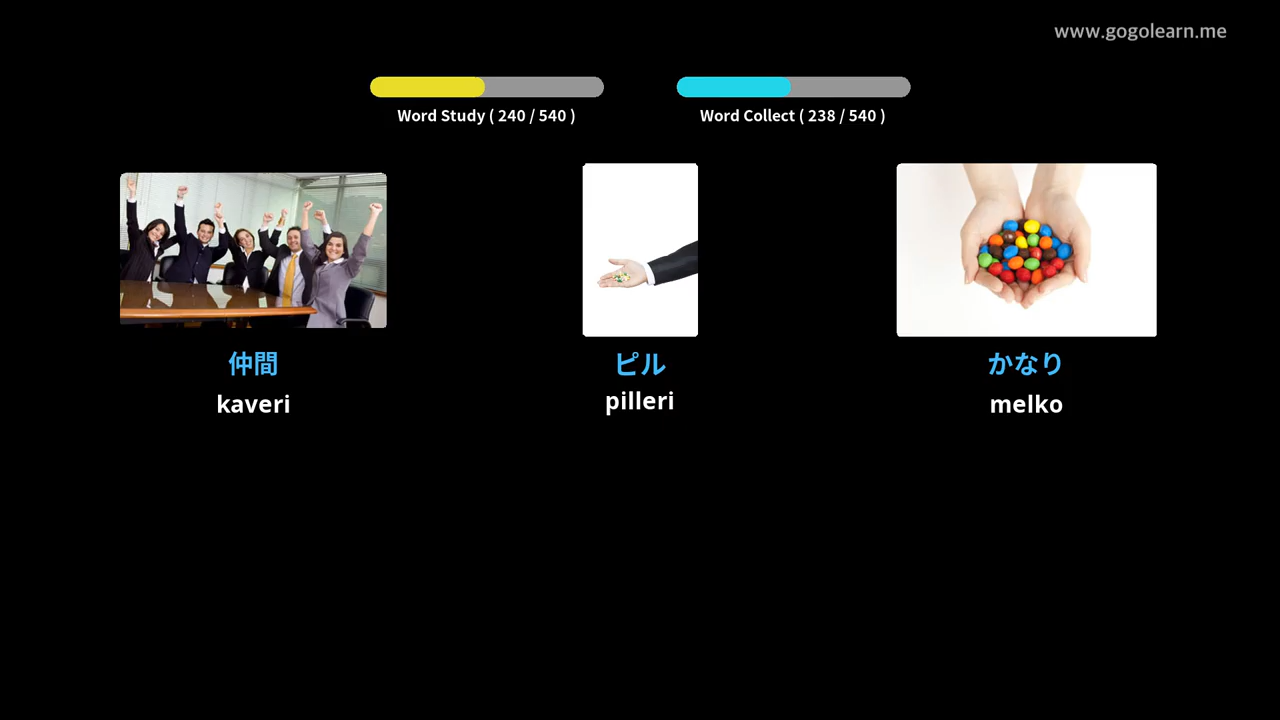 www.gogolearn.me
Word Study ( 240 / 540 )
Word Collect ( 238 / 540 )
仲間
kaveri
ピル
pilleri
かなり
melko